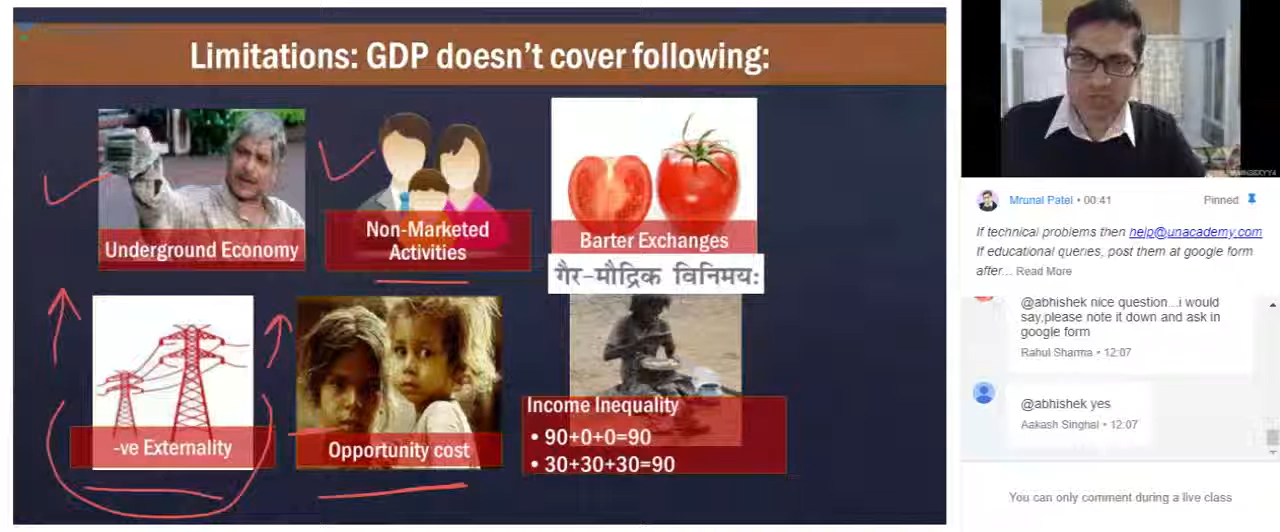 Limitations: GDP doesn't cover following:
Underground Economy
Non-Marketed
Activities
Barter Exchanges
गैर-मौद्रिक विनिमय:
-ve Externality
Opportunity cost
Income Inequality
• 90+0+0=90
• 30+30+30=90
Mrunal Patel • 00:41
Pinned
If technical problems then help@unacademy.com
If educational queries, post them at google form
after... Read More
@abhishek nice question...i would
say,please note it down and ask in
google form
Rahul Sharma • 12:07
@abhishek yes
Aakash Singhal • 12:07
You can only comment during a live class